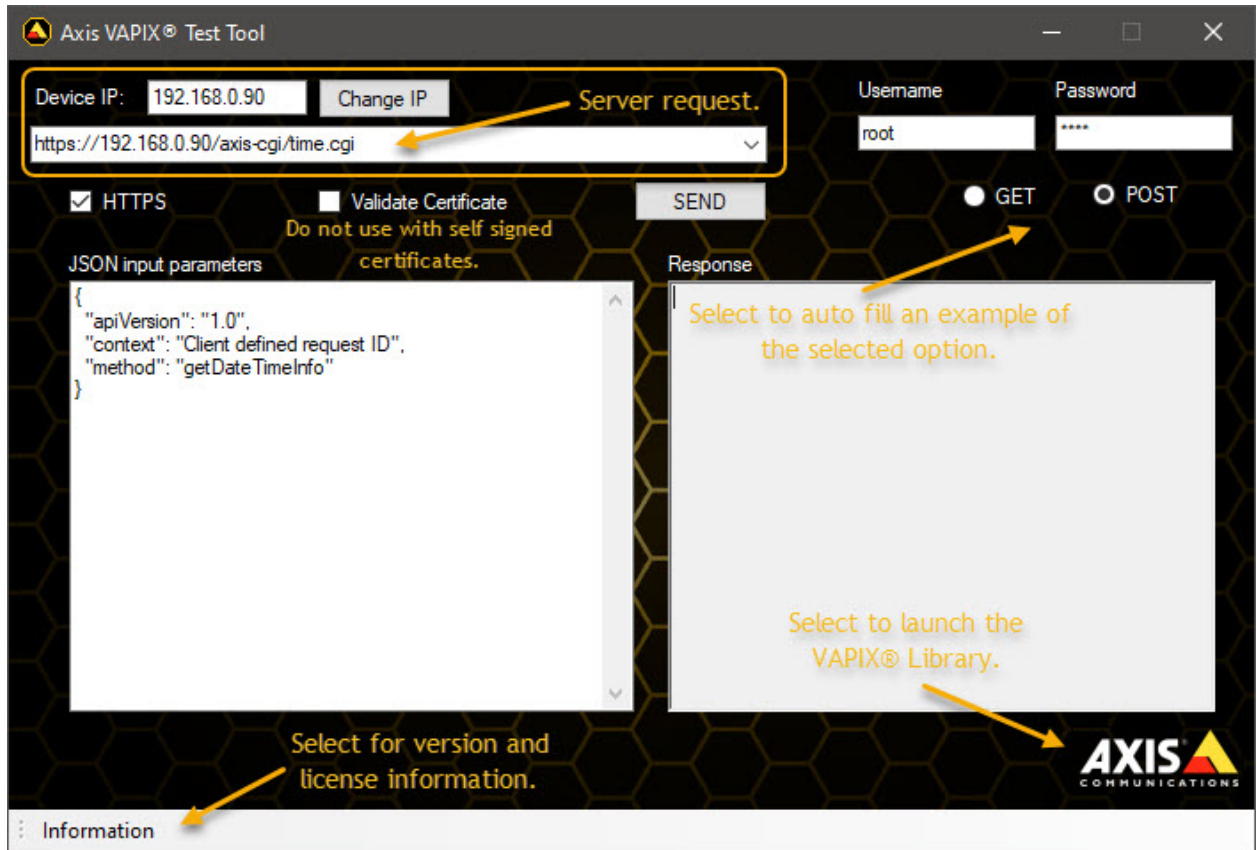 Axis VAPIX® Test Tool
Device IP: 192.168.0.90 Change IP
Server request.
https://192.168.0.90/axis-cgi/time.cgi
Username Password
root ****
HTTPS Validate Certificate SEND GET POST
Do not use with self signed
certificates.
JSON input parameters
{
"apiVersion": "1.0",
"context": "Client defined request ID",
"method": "getDateTimeInfo"
}
Response
Select to auto fill an example of
the selected option.
Select to launch the
VAPIX® Library.
Select for version and
license information.
AXIS
COMMUNICATIONS
Information